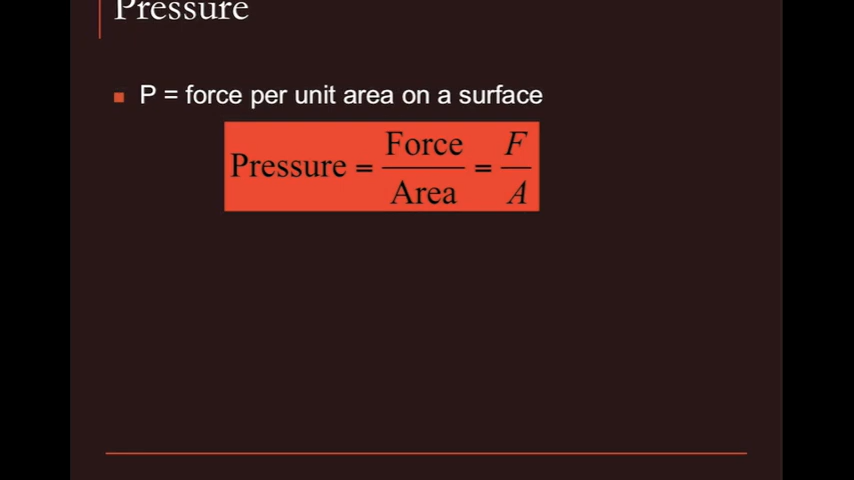 Pressure
P = force per unit area on a surface
Pressure = Force/Area = F/A